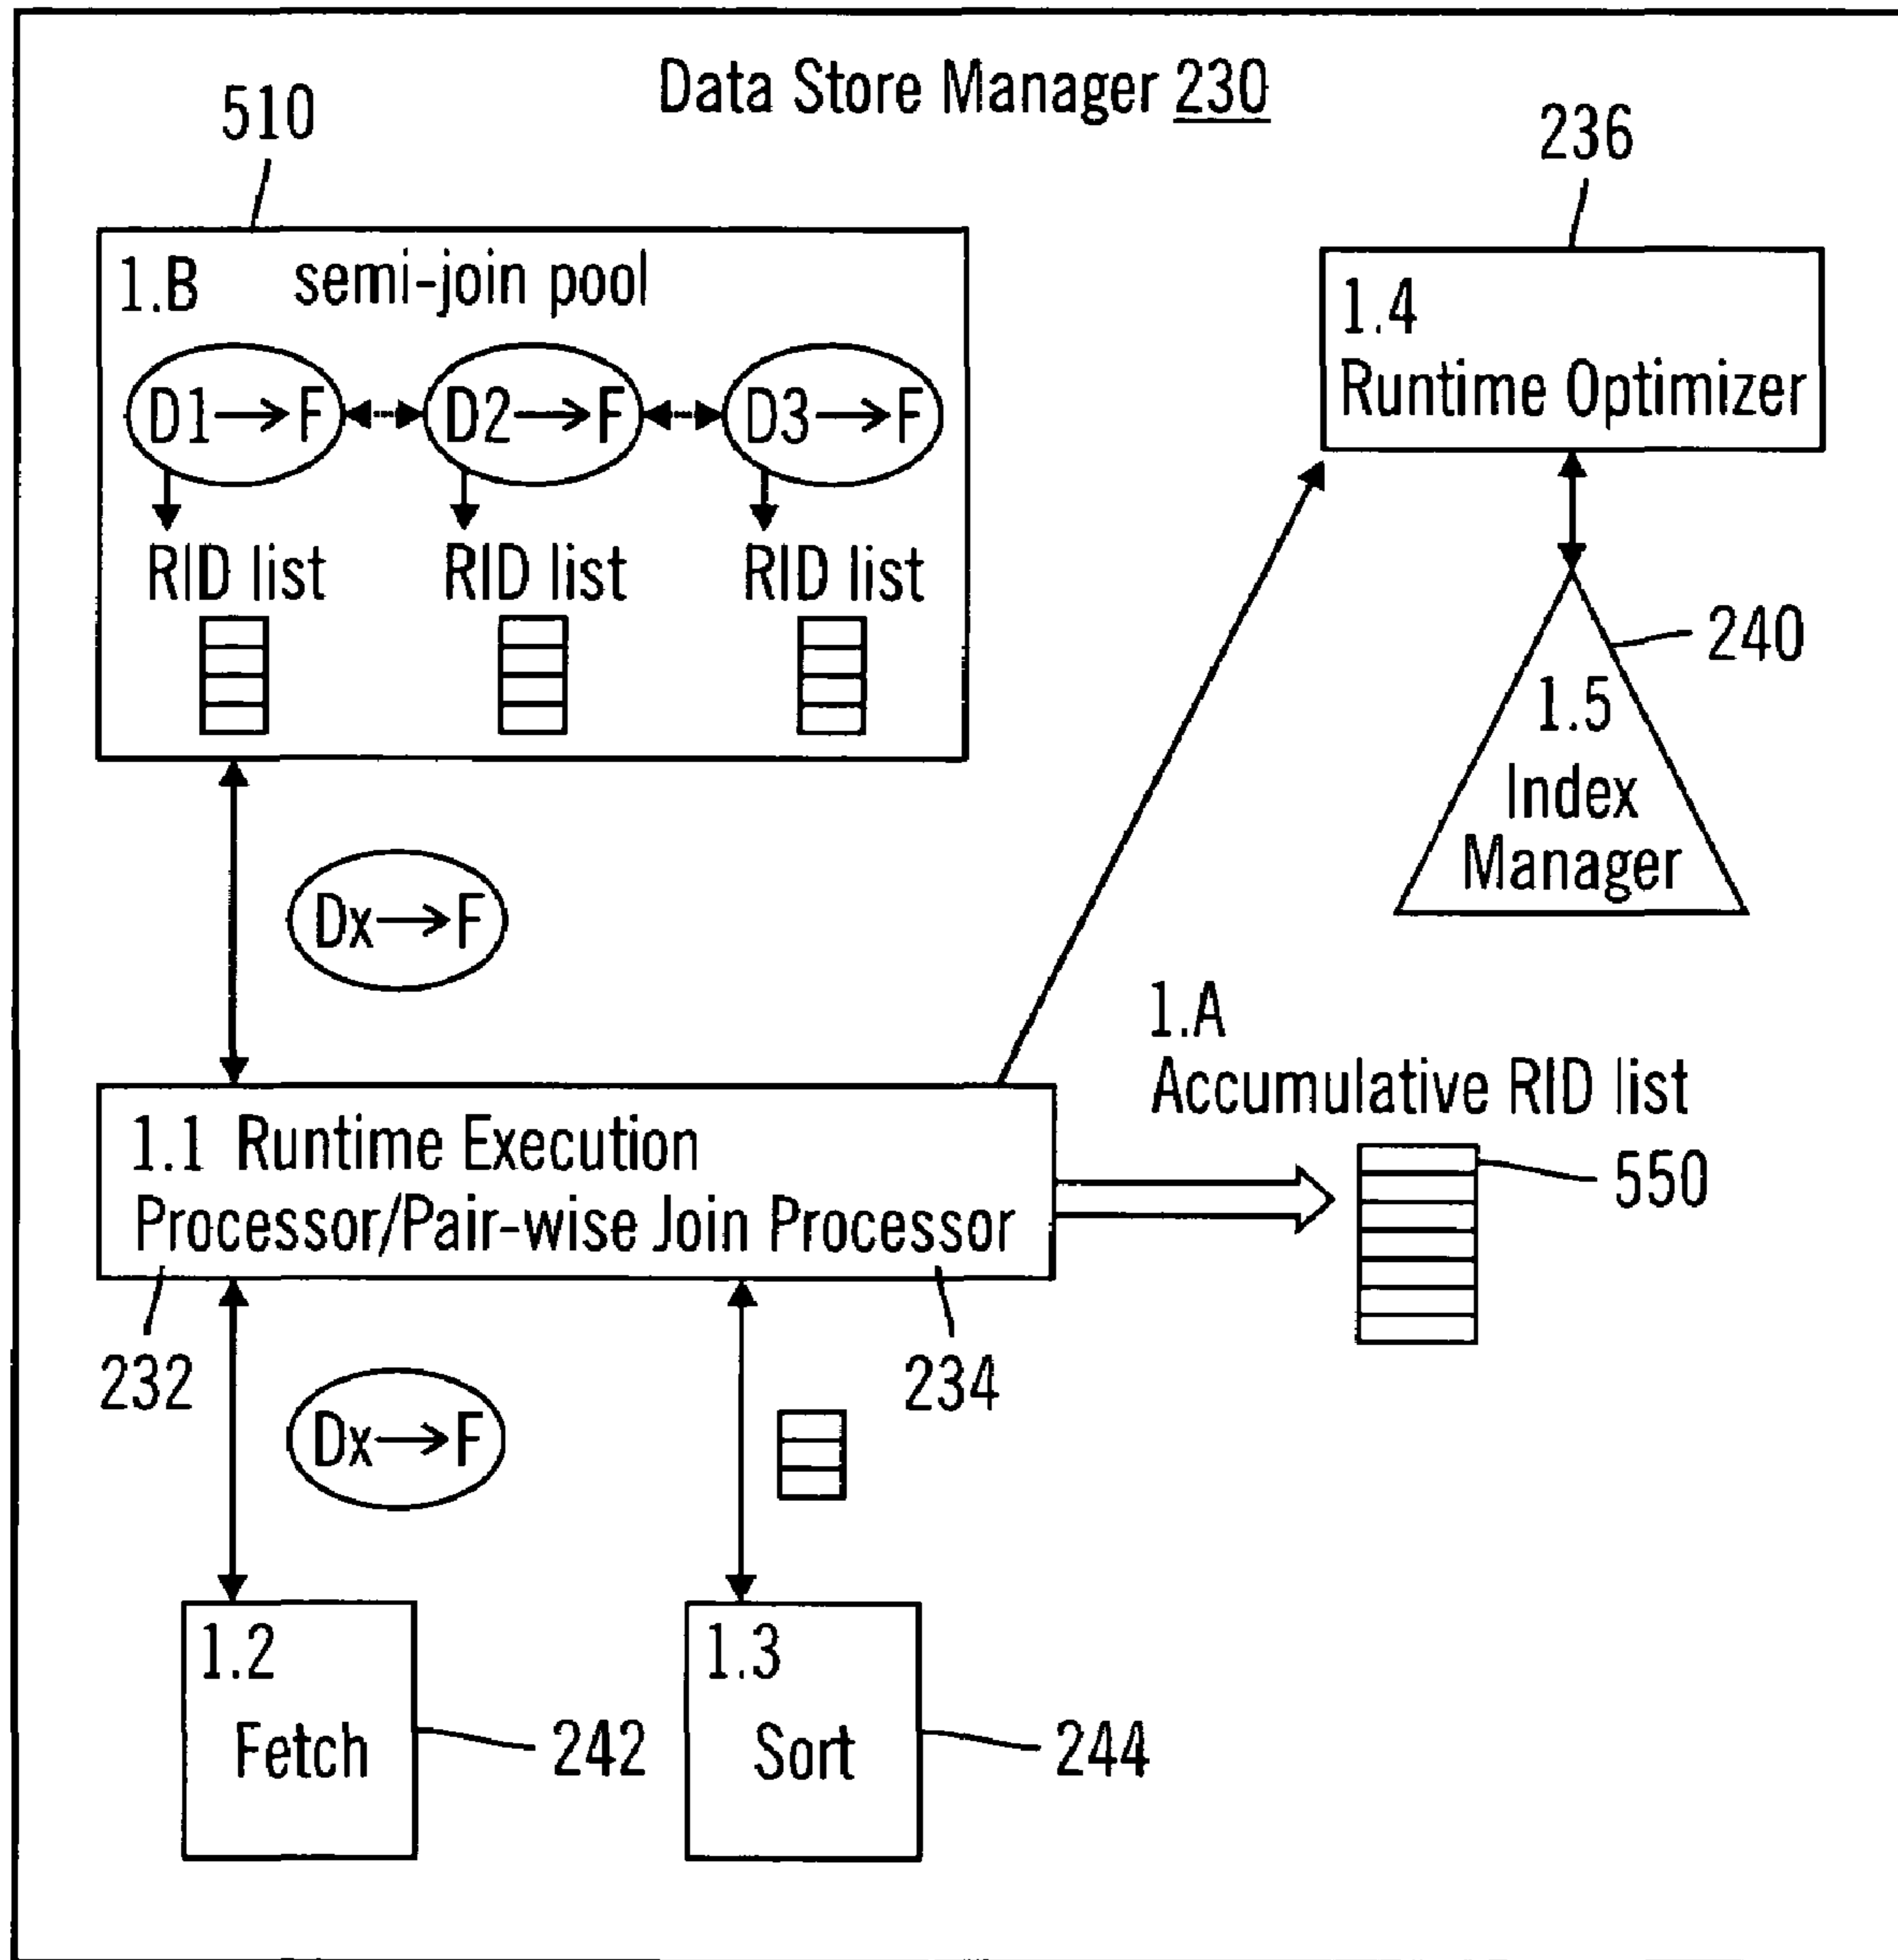 Data Store Manager 230
510
236
1.B semi-join pool
D1 → F
D2 → F
D3 → F
RID list
RID list
RID list
1.4
Runtime Optimizer
240
1.5
Index
Manager
Dx → F
1.A
Accumulative RID list
550
1.1 Runtime Execution
Processor/Pair-wise Join Processor
232
234
Dx → F
1.2
Fetch
242
1.3
Sort
244